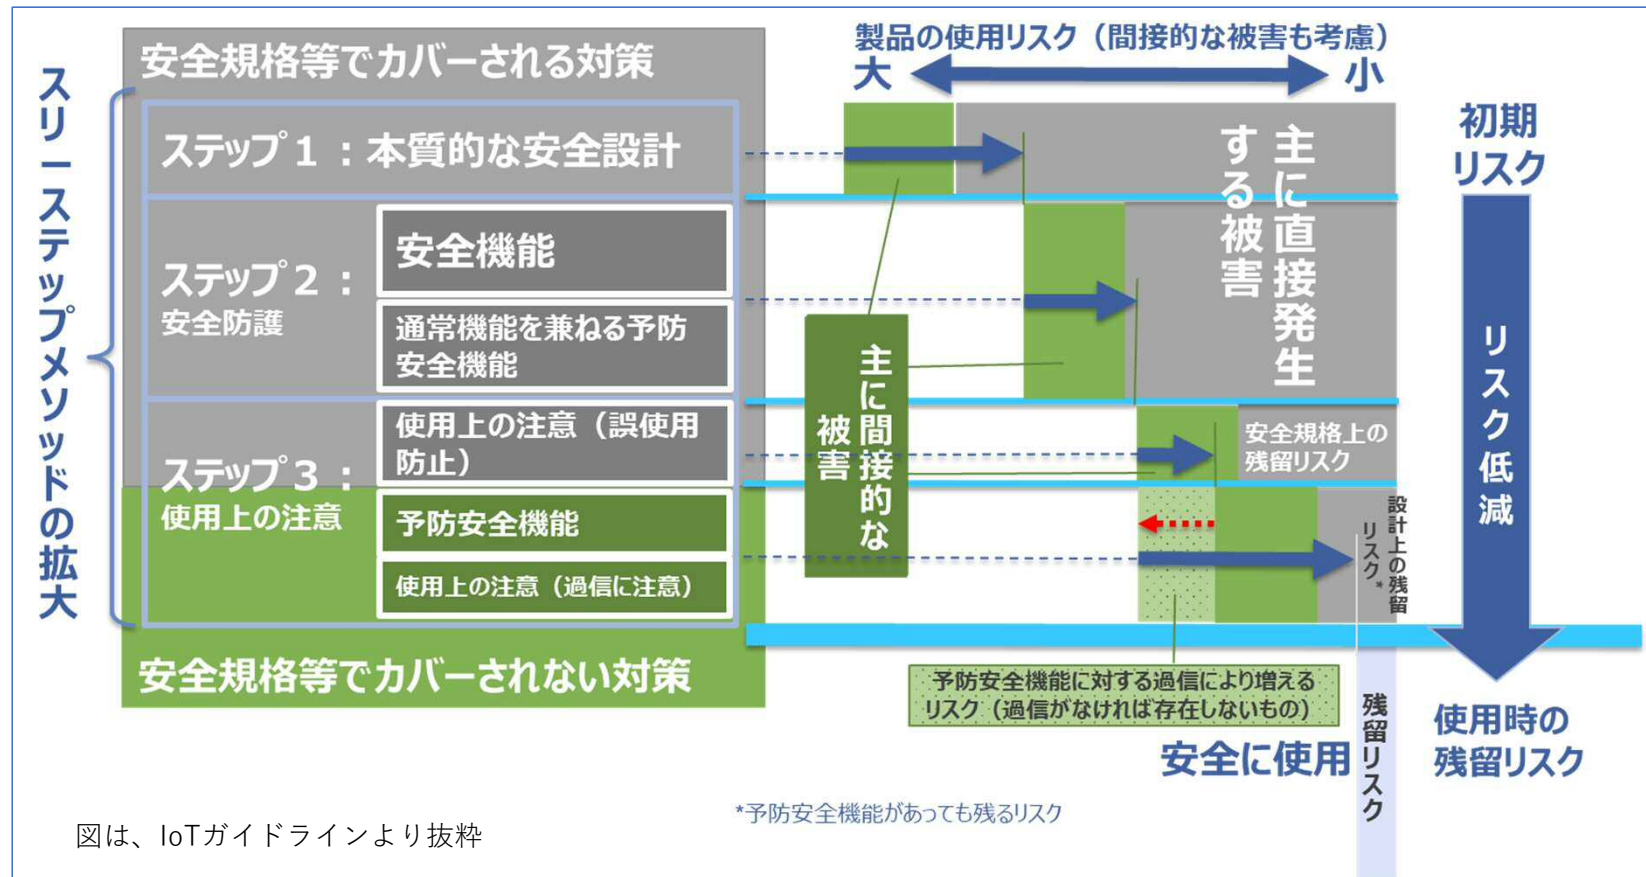 スリーステップメソッドの拡大
安全規格等でカバーされる対策
ステップ1：本質的な安全設計
ステップ2：
安全防護
安全機能
通常機能を兼ねる予防
安全機能
ステップ3：
使用上の注意
使用上の注意（誤使用
防止）
予防安全機能
使用上の注意（過信に注意）
安全規格等でカバーされない対策
製品の使用リスク（間接的な被害も考慮）
大
小
主に直接発生
する被害
主に間接的な
被害
安全規格上の
残留リスク
設計上の残留
リスク*
予防安全機能に対する過信により増える
リスク（過信がなければ存在しないもの）
安全に使用
残留リスク
初期
リスク
リスク低減
使用時の
残留リスク
*予防安全機能があっても残るリスク
図は、IoTガイドラインより抜粋